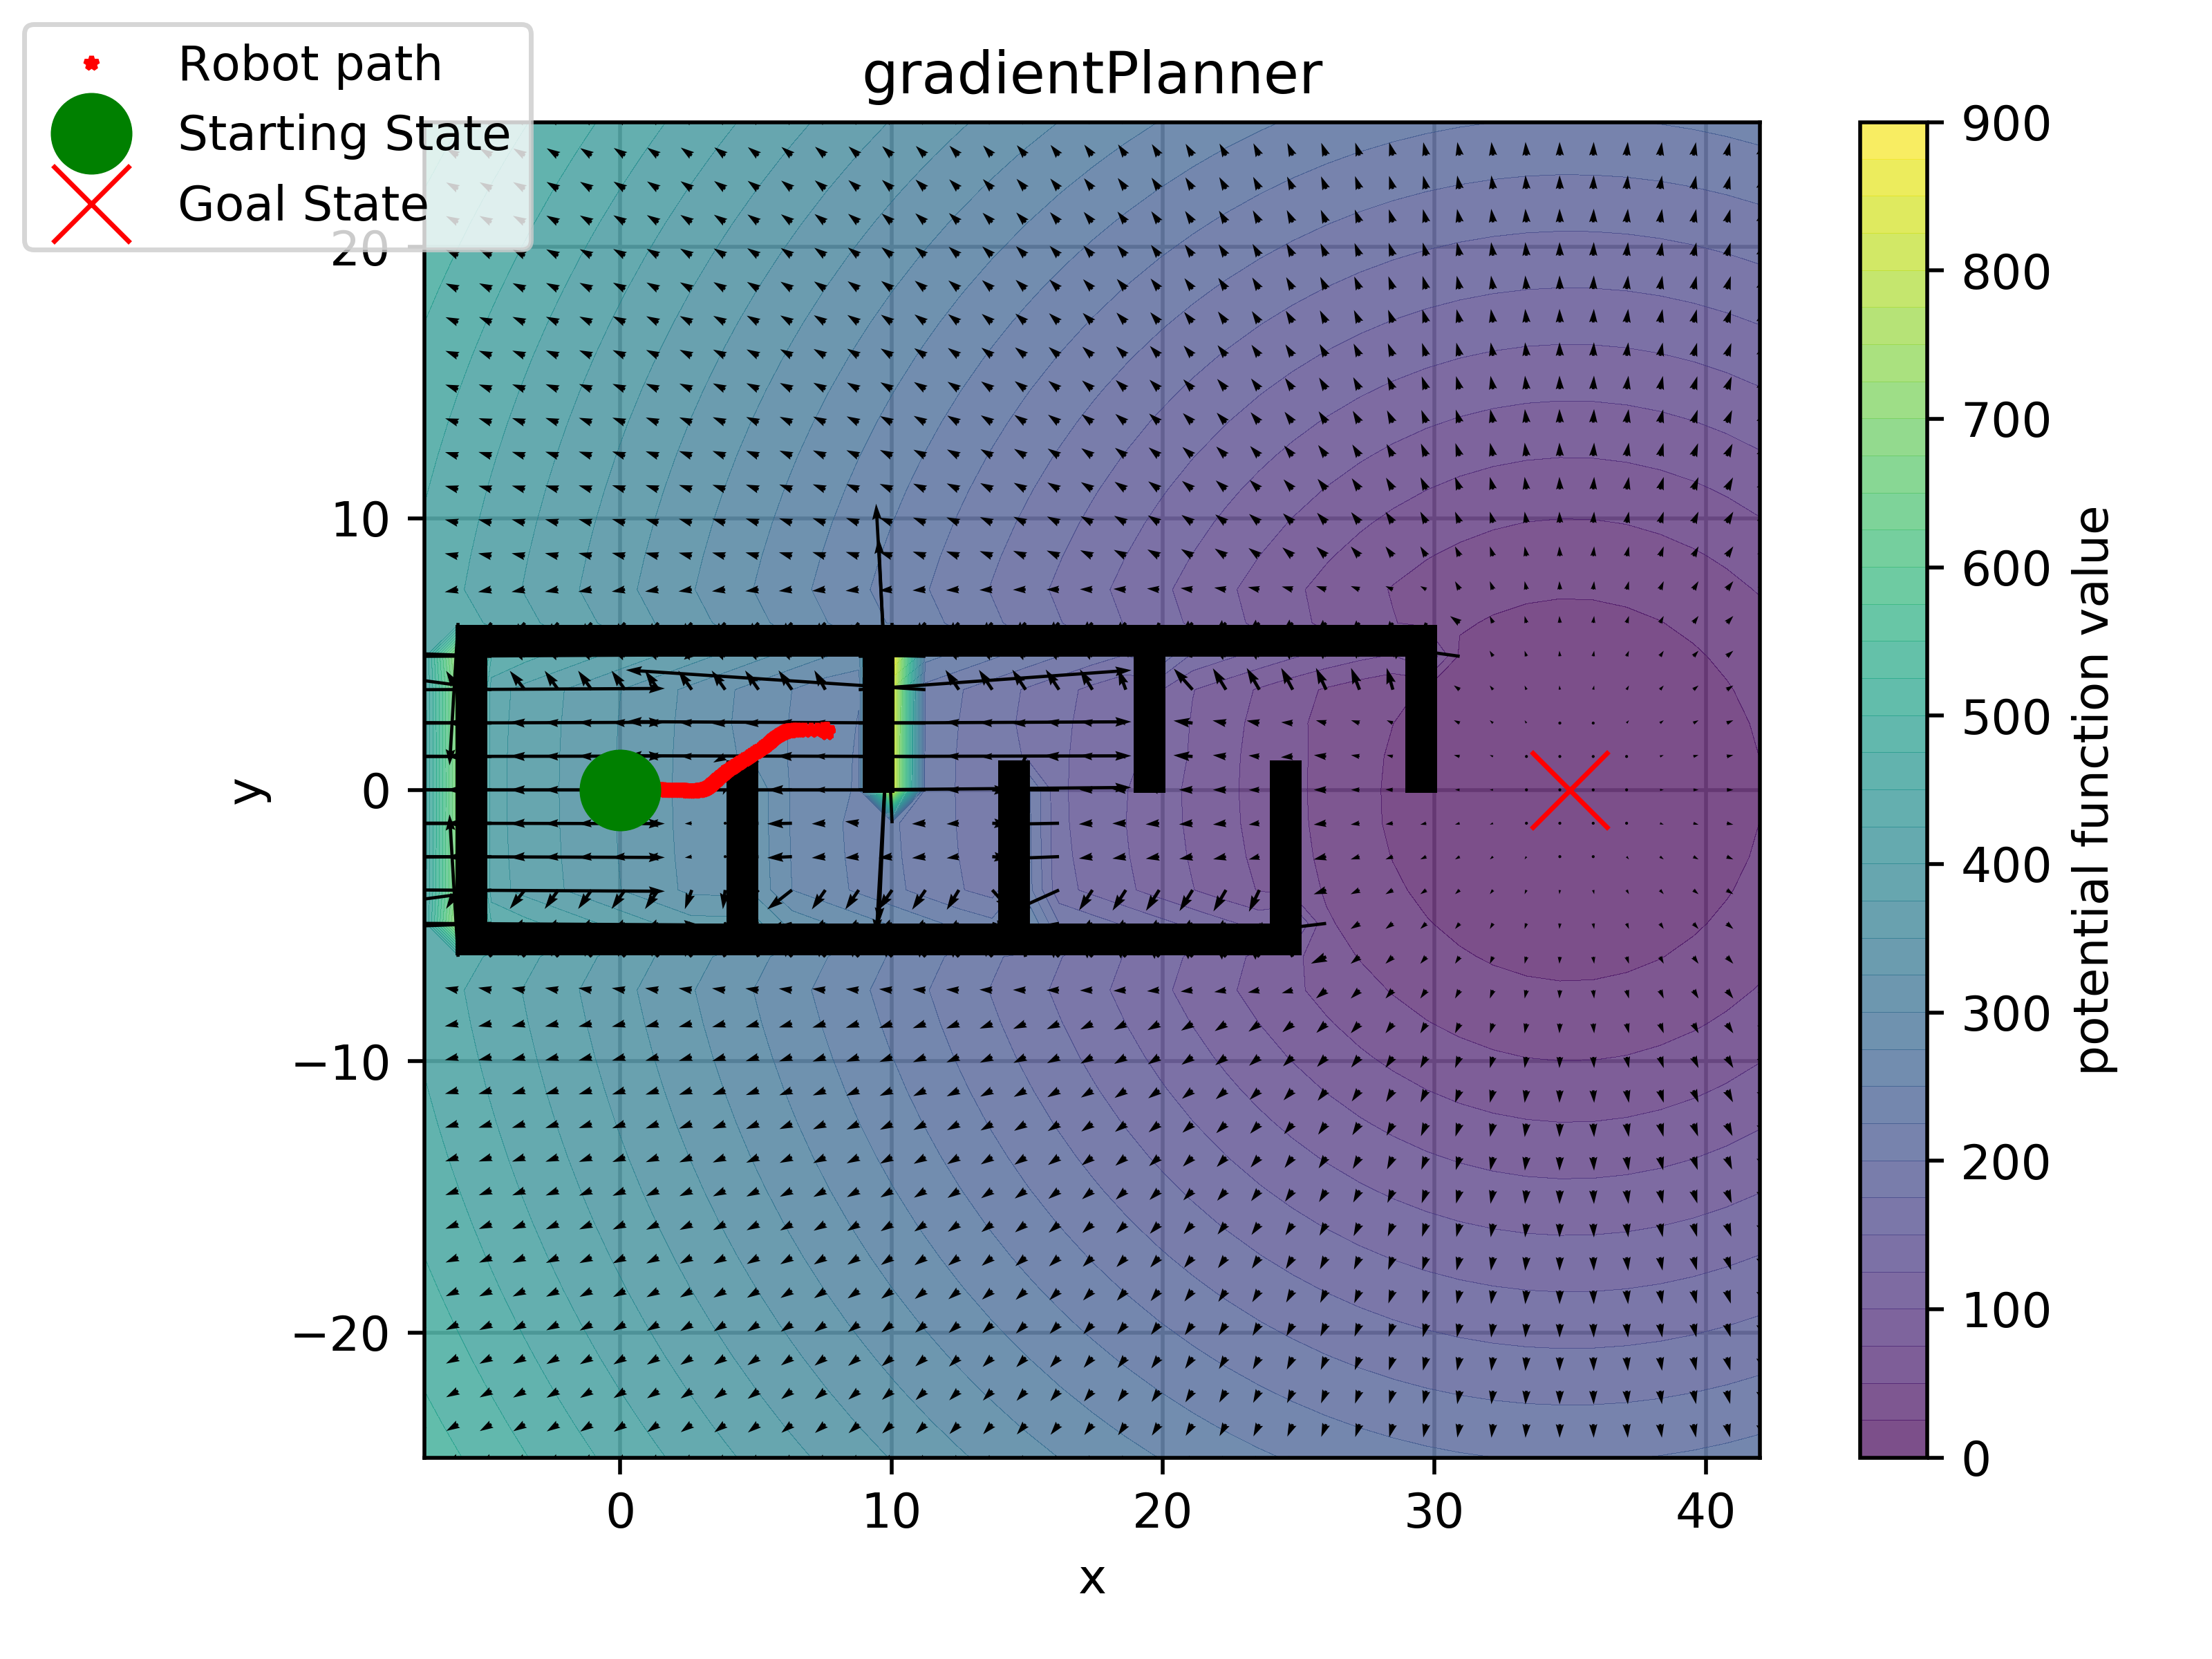 Robot path
Starting State
Goal State
gradientPlanner
20
10
0
−10
−20
y
0
10
20
30
40
x
900
800
700
600
500
400
300
200
100
0
potential function value